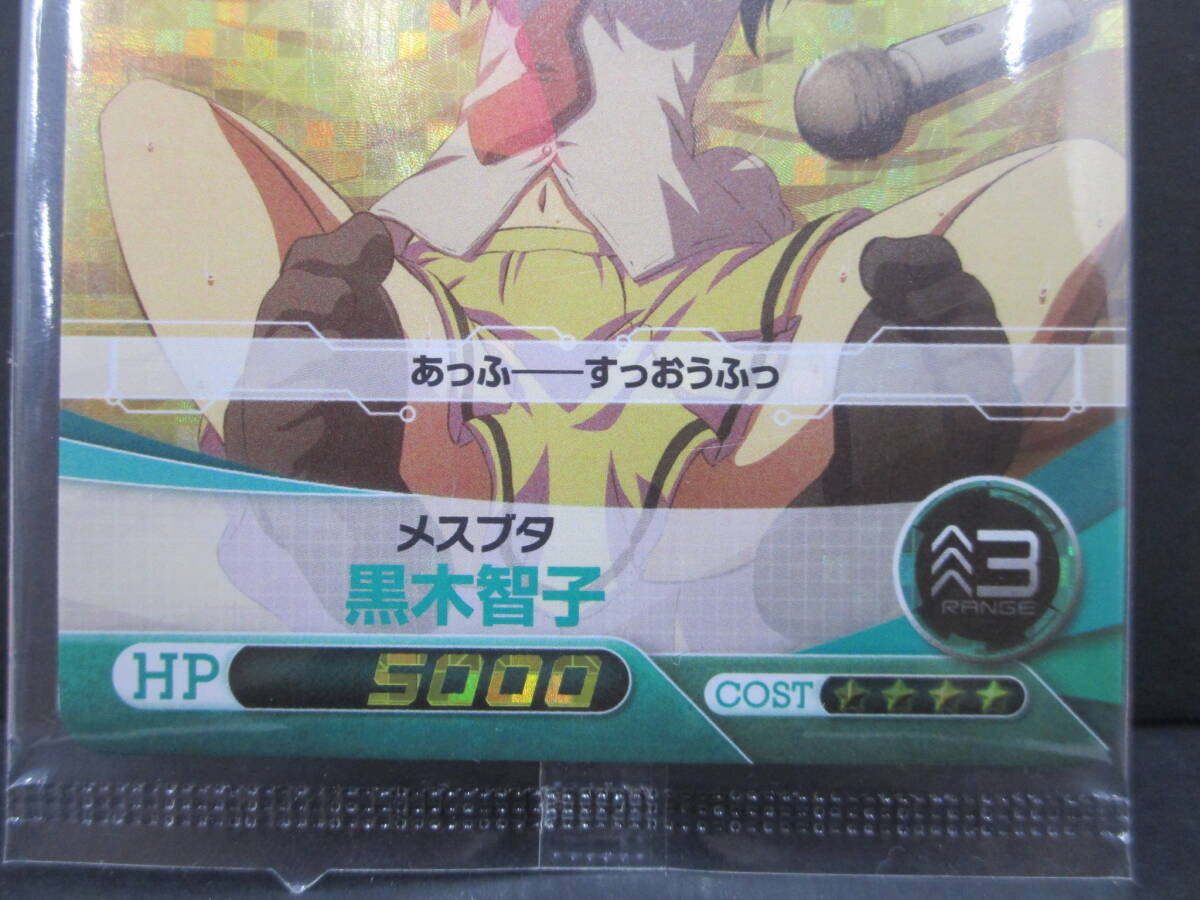 あっふ――すっおうふっ
メスブタ
黒木智子
3
RANGE
HP 5000
COST ★★★★